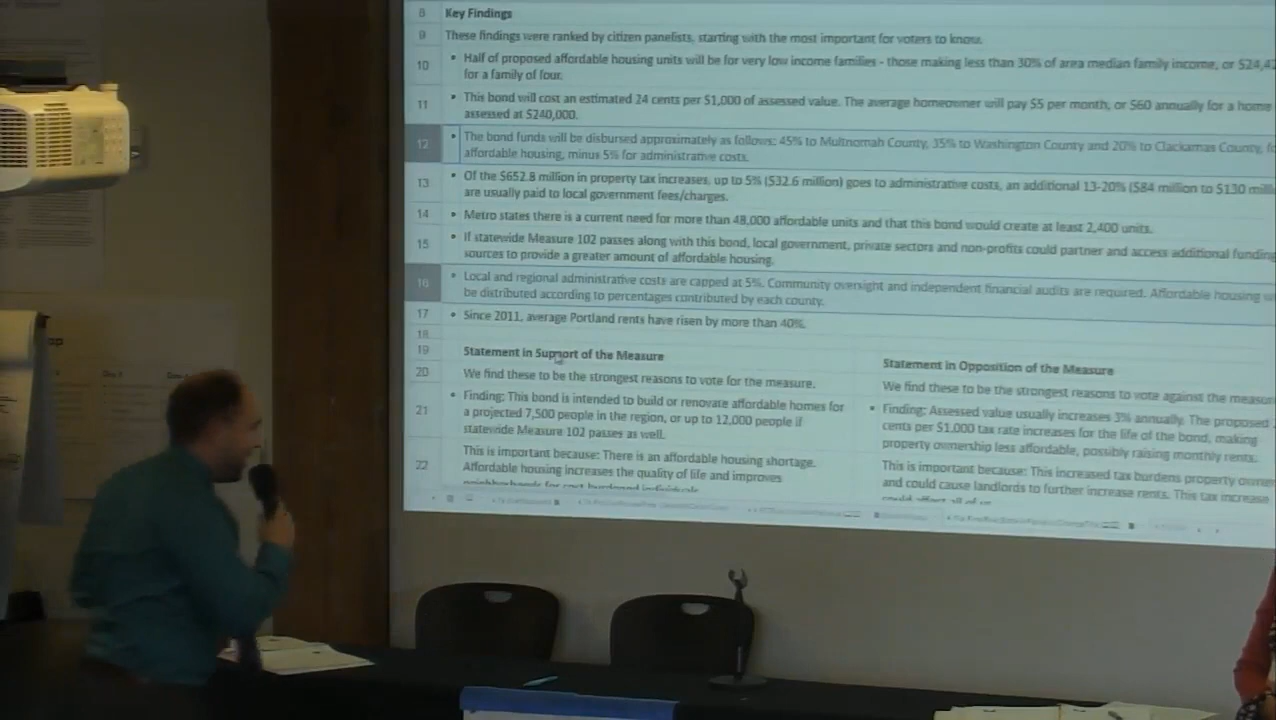 8 Key Findings
9 These findings were ranked by citizen panelists, starting with the most important for voters to know.
10 • Half of proposed affordable housing units will be for very low income families - those making less than 30% of area median family income, or $24,4
for a family of four.
11 • This bond will cost an estimated 24 cents per $1,000 of assessed value. The average homeowner will pay $5 per month, or $60 annually for a home
assessed at $240,000.
12 • The bond funds will be disbursed approximately as follows: 45% to Multnomah County, 35% to Washington County and 20% to Clackamas County, fo
affordable housing, minus 5% for administrative costs.
13 • Of the $652.8 million in property tax increases, up to 5% ($32.6 million) goes to administrative costs, an additional 13-20% ($84 million to $130 milli
are usually paid to local government fees/charges.
14 • Metro states there is a current need for more than 48,000 affordable units and that this bond would create at least 2,400 units.
15 • If statewide Measure 102 passes along with this bond, local government, private sectors and non-profits could partner and access additional funding
sources to provide a greater amount of affordable housing.
16 • Local and regional administrative costs are capped at 5%. Community oversight and independent financial audits are required. Affordable housing w
be distributed according to percentages contributed by each county.
17 • Since 2011, average Portland rents have risen by more than 40%.
18
19 Statement in Support of the Measure
20 We find these to be the strongest reasons to vote for the measure.
21 • Finding: This bond is intended to build or renovate affordable homes for
a projected 7,500 people in the region, or up to 12,000 people if
statewide Measure 102 passes as well.
22 This is important because: There is an affordable housing shortage.
Affordable housing increases the quality of life and improves
neighborhoods for cost burdened individuals
Statement in Opposition of the Measure
We find these to be the strongest reasons to vote against the measur
• Finding: Assessed value usually increases 3% annually. The proposed
cents per $1,000 tax rate increases for the life of the bond, making
property ownership less affordable, possibly raising monthly rents.
This is important because: This increased tax burdens property owne
and could cause landlords to further increase rents. This tax increase
could affect all of us